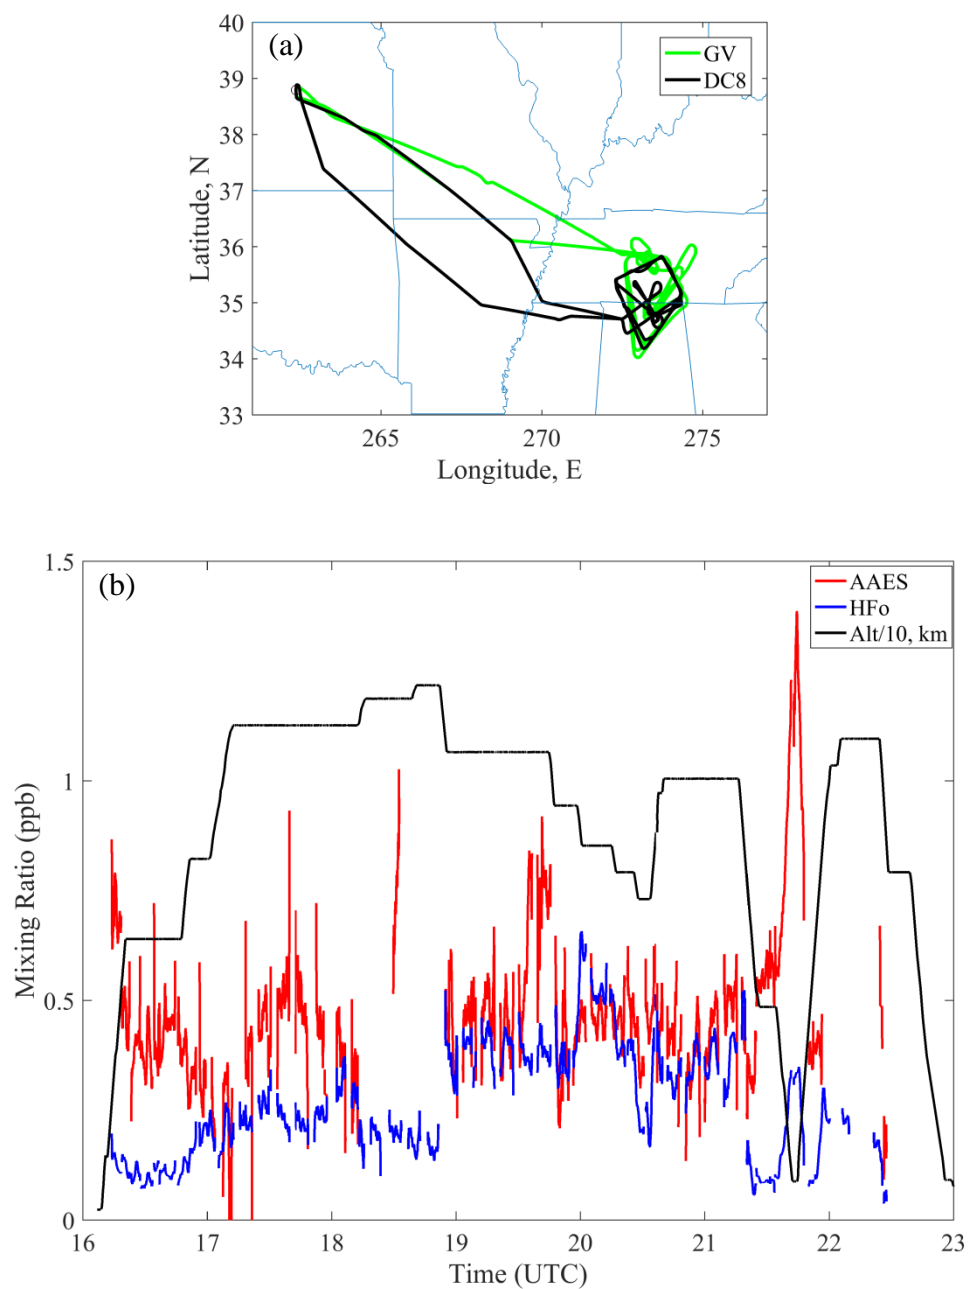 (a)
GV
DC8
40
39
38
37
36
35
34
33
Latitude, N
265
270
275
Longitude, E
(b)
AAES
HFo
Alt/10, km
1.5
1
0.5
0
Mixing Ratio (ppb)
16
17
18
19
20
21
22
23
Time (UTC)